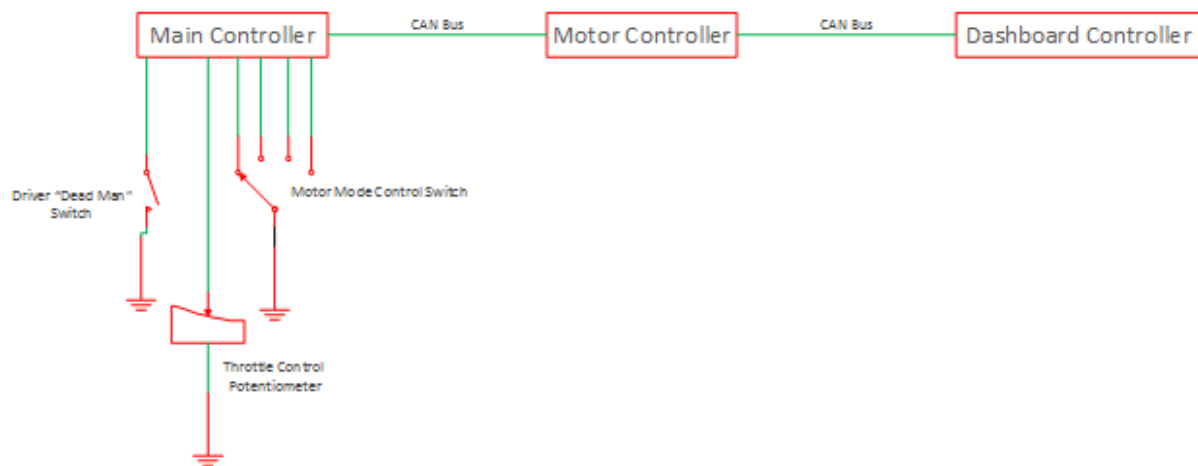 Main Controller
CAN Bus
Motor Controller
CAN Bus
Dashboard Controller
Driver "Dead Man"
Switch
Motor Mode Control Switch
Throttle Control
Potentiometer